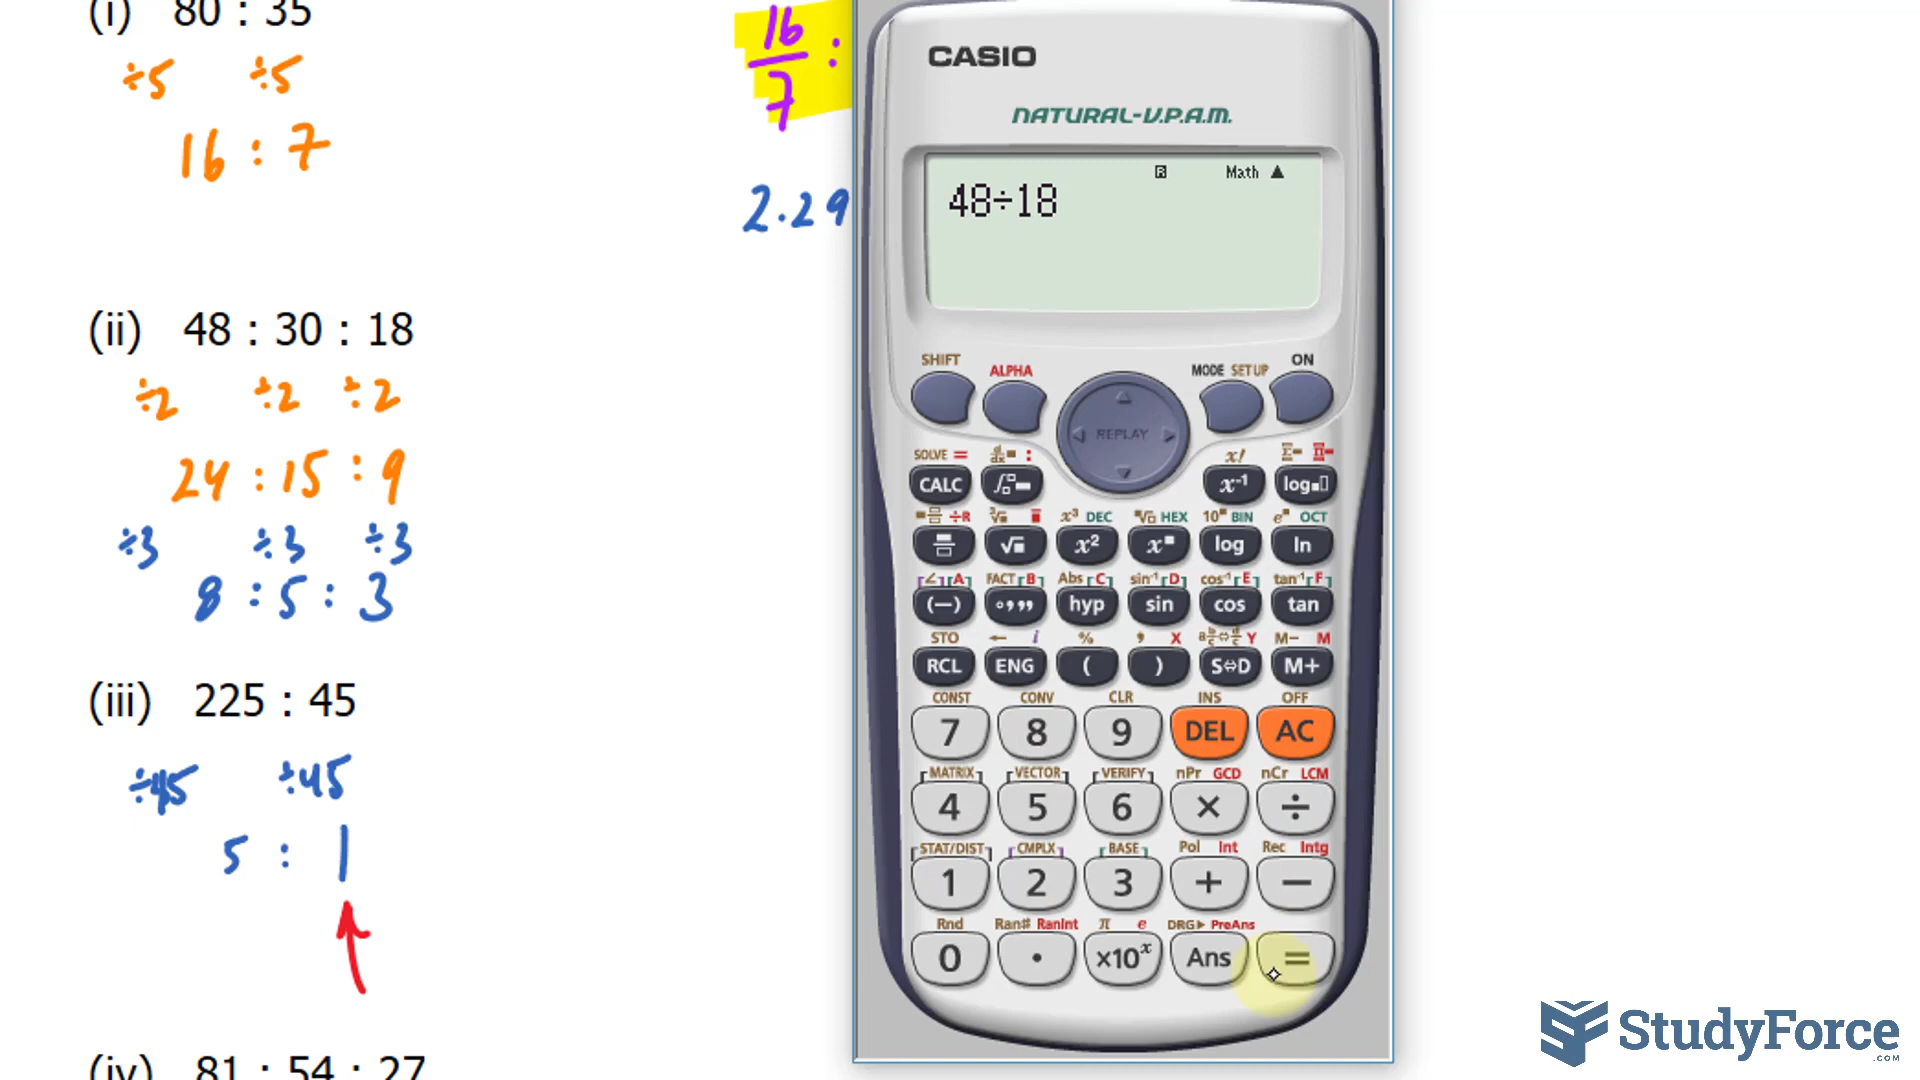 (i) 80 : 35
÷5 ÷5
16 : 7
(ii) 48 : 30 : 18
÷2 ÷2 ÷2
24 : 15 : 9
÷3 ÷3 ÷3
8 : 5 : 3
(iii) 225 : 45
÷45 ÷45
5 : 1
(iv) 81 : 54 : 27
16
7 :
2.29
CASIO
NATURAL-V.P.A.M.
R Math ▲
48÷18
SHIFT ALPHA MODE SETUP ON
REPLAY
SOLVE = d/dx :  x! Σ Π
CALC ∫ x⁻¹ log
÷R ³√ x³ DEC √ HEX 10 BIN e OCT
√ x² x log ln
∠ A FACT B Abs C sin⁻¹ D cos⁻¹ E tan⁻¹ F
(−) °,,, hyp sin cos tan
STO ← i % , X a b/c⇔d/c Y M− M
RCL ENG ( ) S⇔D M+
CONST CONV CLR INS OFF
7 8 9 DEL AC
MATRIX VECTOR VERIFY nPr GCD nCr LCM
4 5 6 × ÷
STAT/DIST CMPLX BASE Pol Int Rec Intg
1 2 3 + −
Rnd Ran# RanInt π e DRG▶ PreAns
0 . ×10ˣ Ans =
StudyForce
.COM